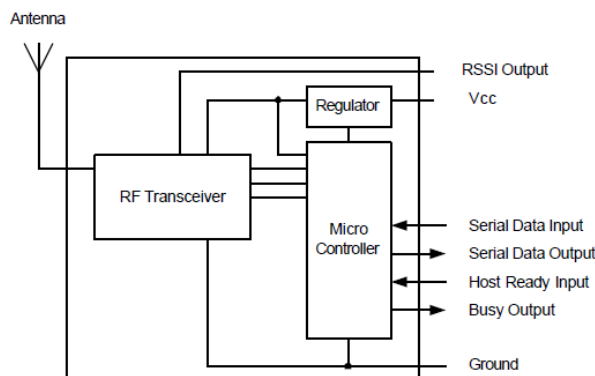 Antenna
RSSI Output
Regulator
Vcc
RF Transceiver
Micro
Controller
Serial Data Input
Serial Data Output
Host Ready Input
Busy Output
Ground